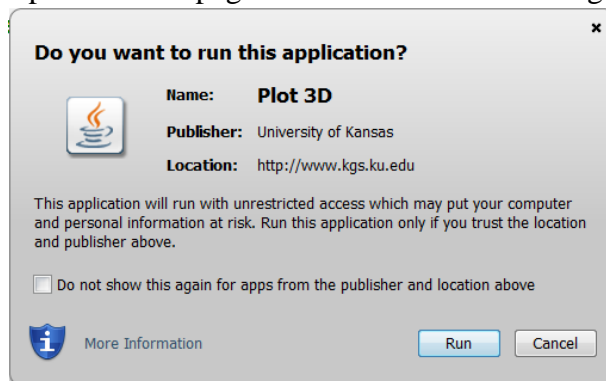 Do you want to run this application?
Name: Plot 3D
Publisher: University of Kansas
Location: http://www.kgs.ku.edu
This application will run with unrestricted access which may put your computer
and personal information at risk. Run this application only if you trust the location
and publisher above.
Do not show this again for apps from the publisher and location above
More Information
Run Cancel